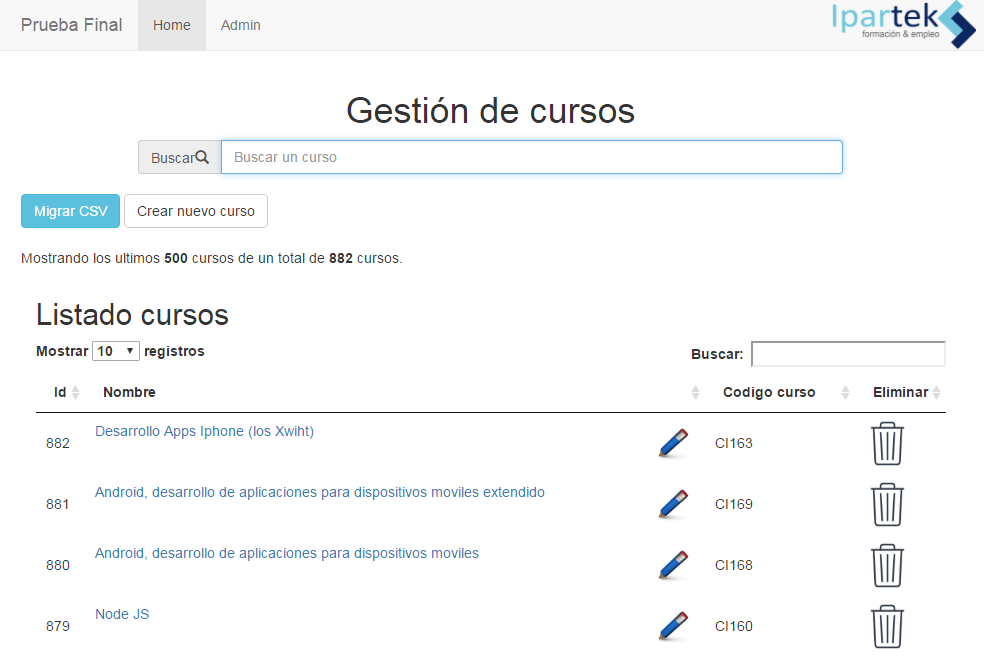 Prueba Final Home Admin Ipartek
formación & empleo
Gestión de cursos
Buscar Buscar un curso
Migrar CSV Crear nuevo curso
Mostrando los ultimos 500 cursos de un total de 882 cursos.
Listado cursos
Mostrar 10 registros Buscar:
Id Nombre Codigo curso Eliminar
882 Desarrollo Apps Iphone (Ios Xwiht) CI163
881 Android, desarrollo de aplicaciones para dispositivos moviles extendido CI169
880 Android, desarrollo de aplicaciones para dispositivos moviles CI168
879 Node JS CI160